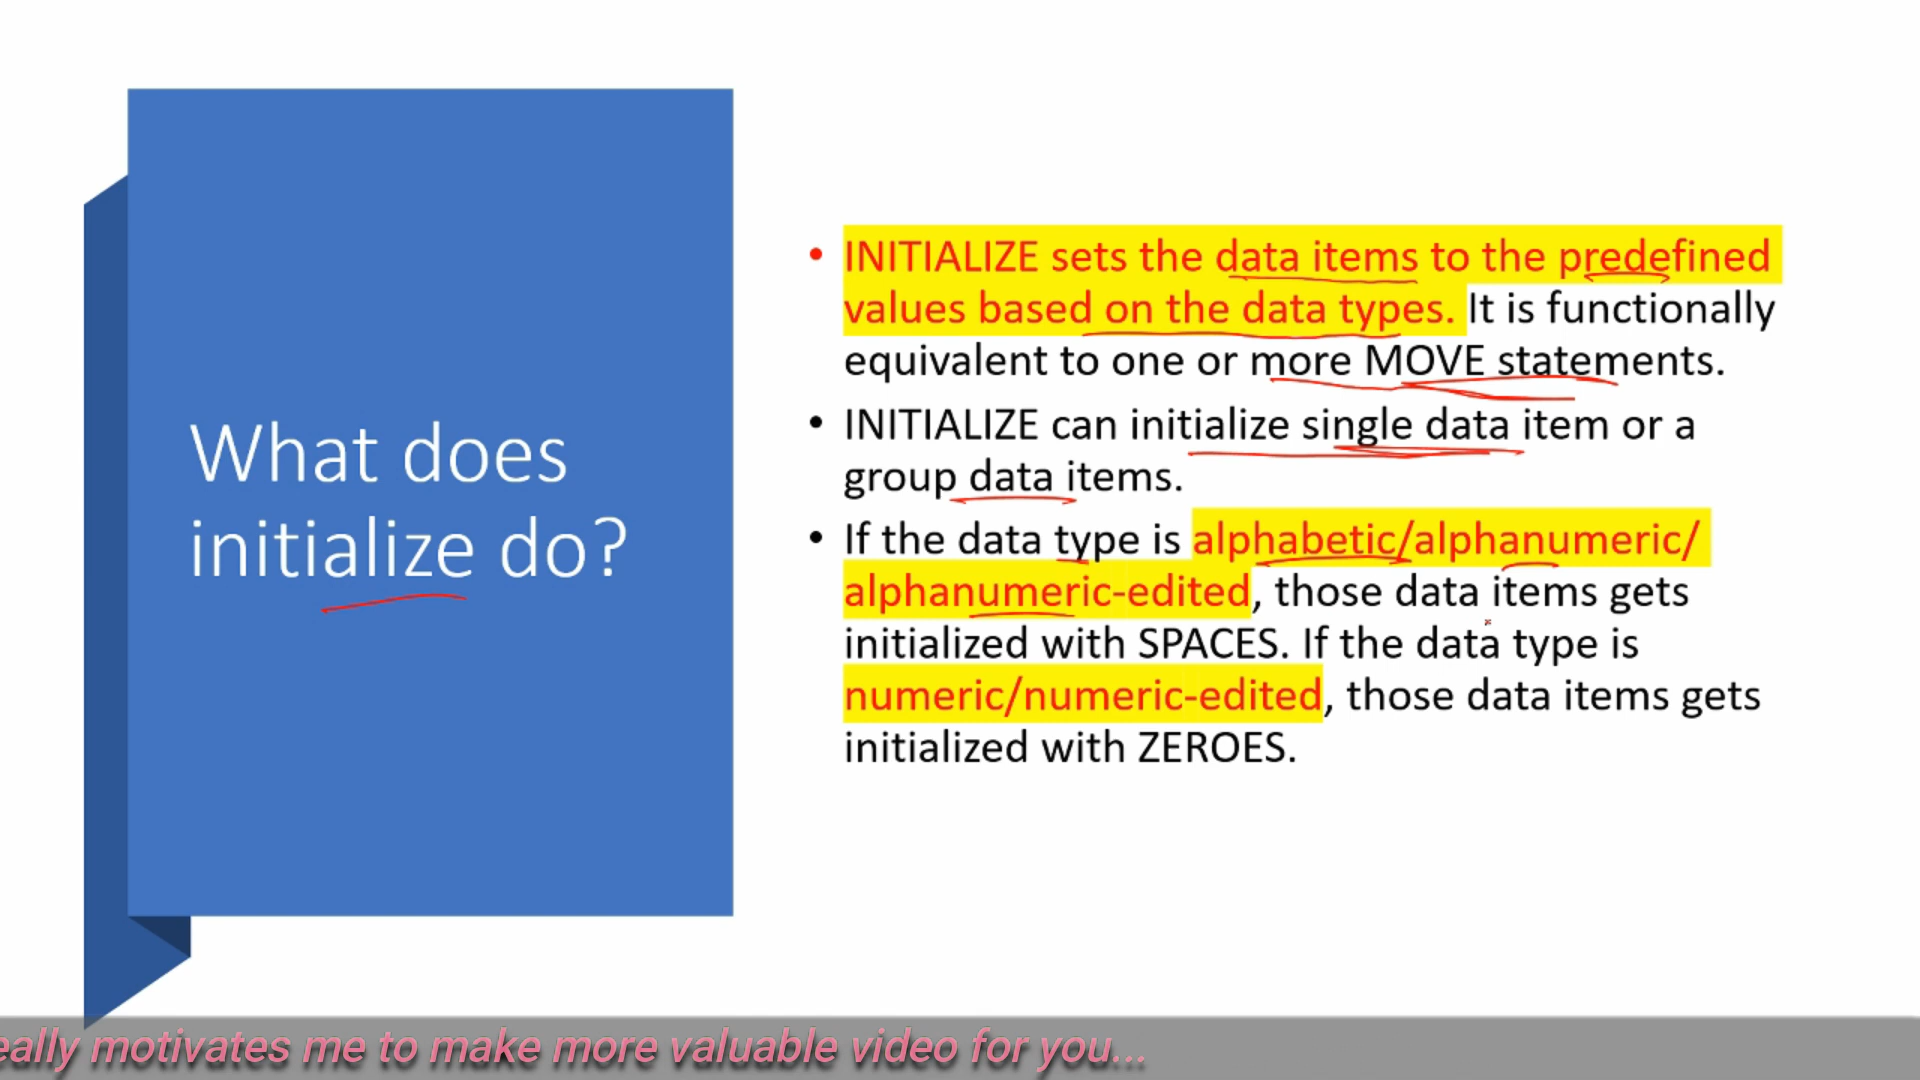 What does
initialize do?
• INITIALIZE sets the data items to the predefined
values based on the data types. It is functionally
equivalent to one or more MOVE statements.
• INITIALIZE can initialize single data item or a
group data items.
• If the data type is alphabetic/alphanumeric/
alphanumeric-edited, those data items gets
initialized with SPACES. If the data type is
numeric/numeric-edited, those data items gets
initialized with ZEROES.
eally motivates me to make more valuable video for you...